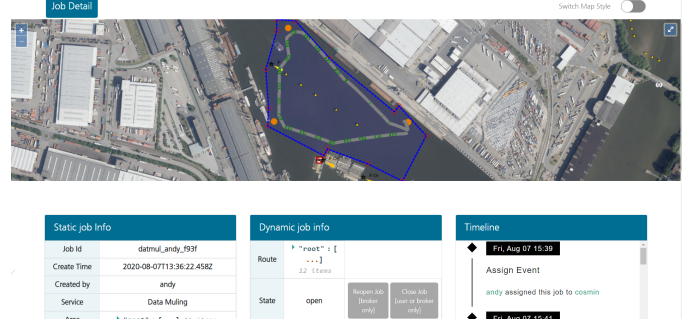 Job Detail
Switch Map Style
+
−
Static job Info
Job Id datmul_andy_f93f
Create Time 2020-08-07T13:36:22.458Z
Created by andy
Service Data Muling
Dynamic job info
Route
"root" : [
...]
12 items
State open
Reopen Job
[broker
only]
Close Job
[user or broker
only]
Timeline
Fri, Aug 07 15:39
Assign Event
andy assigned this job to cosmin
Fri, Aug 07 15:41